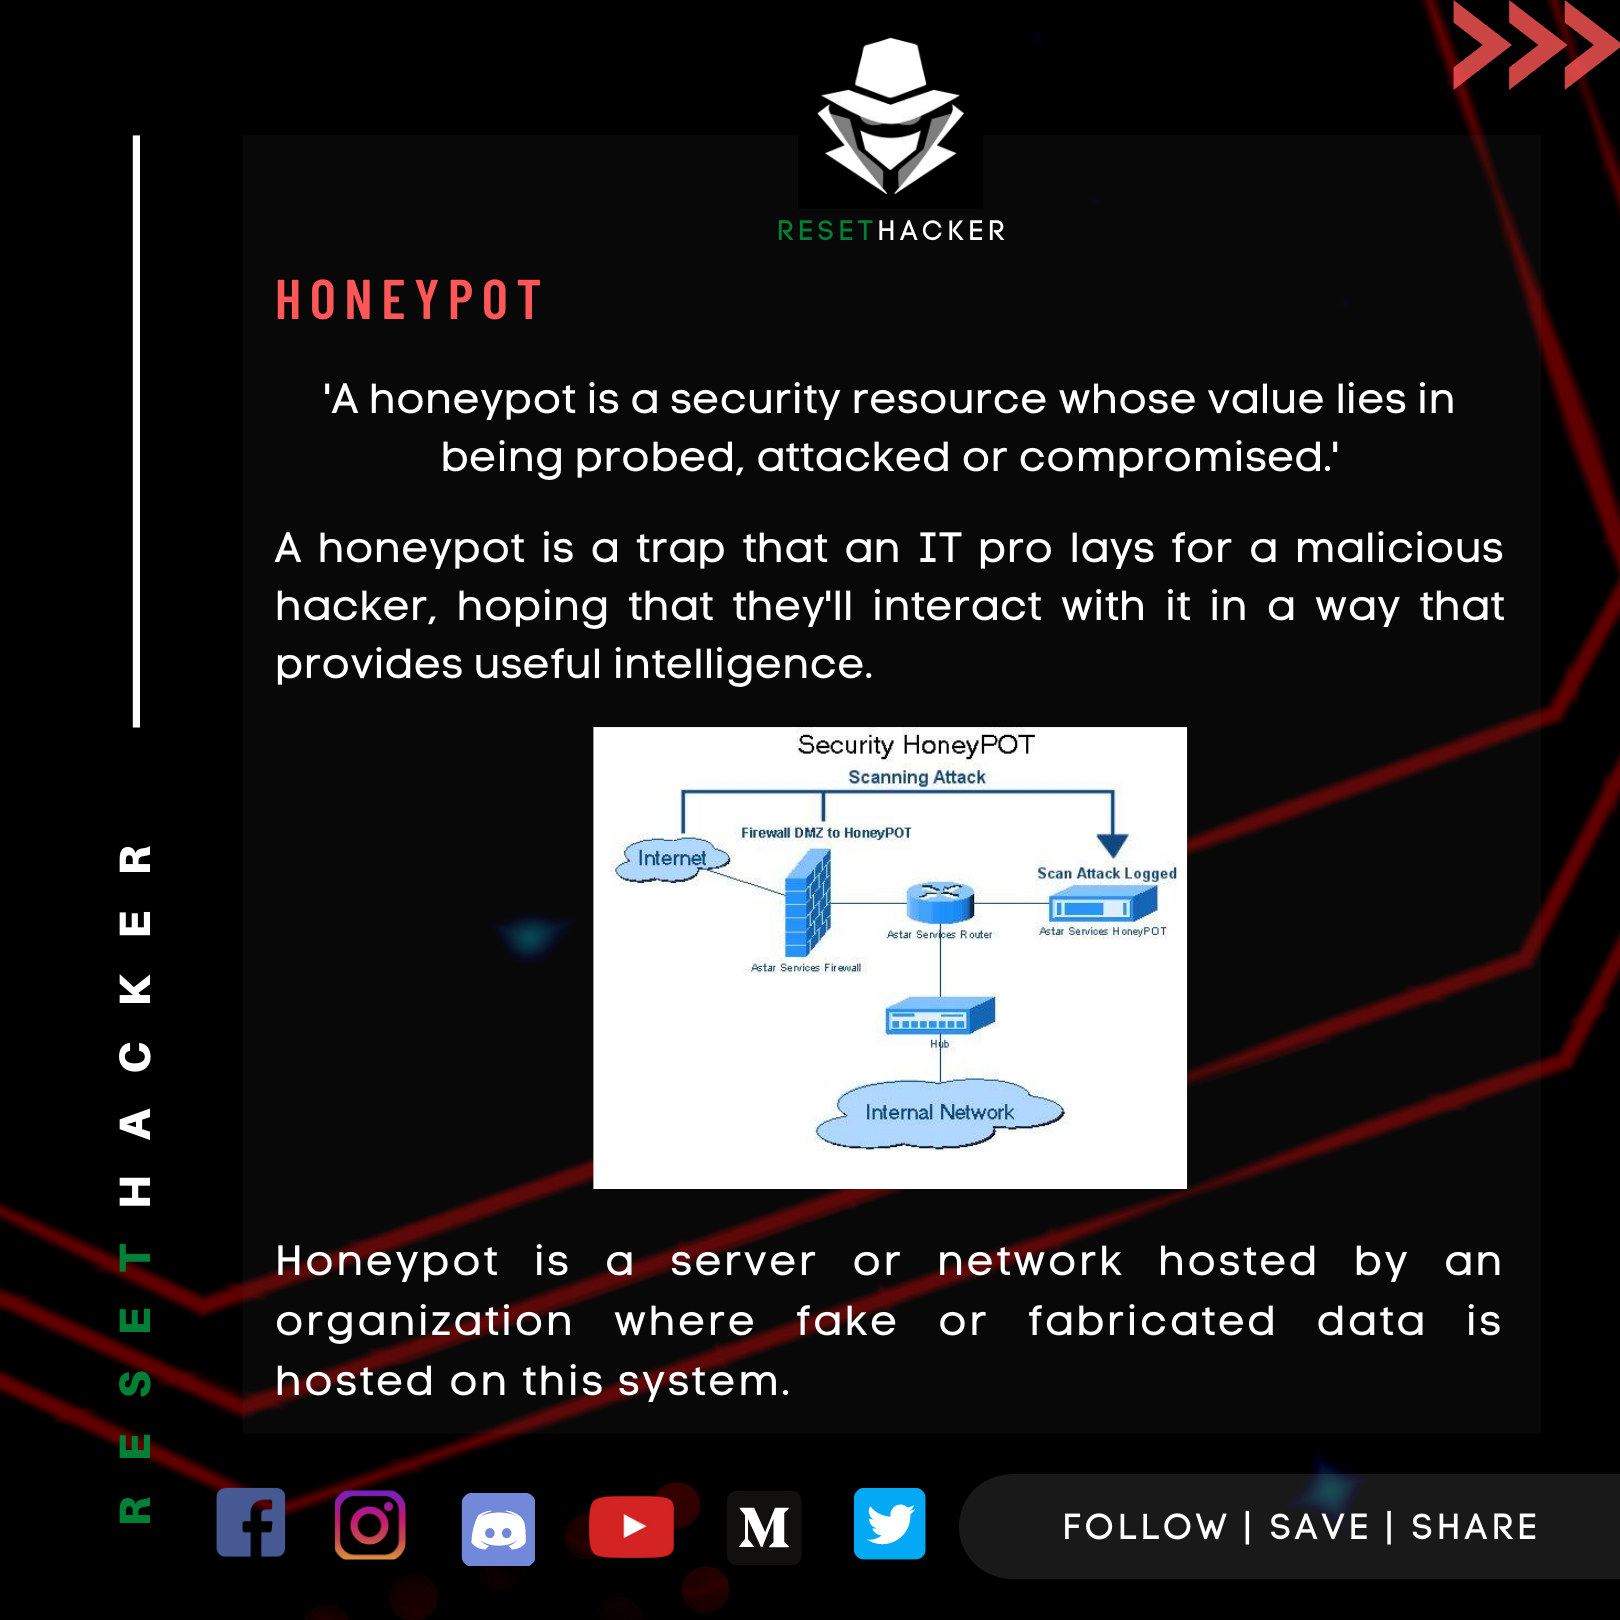 RESETHACKER
HONEYPOT
'A honeypot is a security resource whose value lies in
being probed, attacked or compromised.'
A honeypot is a trap that an IT pro lays for a malicious
hacker, hoping that they'll interact with it in a way that
provides useful intelligence.
Security HoneyPOT
Scanning Attack
Firewall DMZ to HoneyPOT
Internet
Scan Attack Logged
Astar Services Router
Astar Services HoneyPOT
Astar Services Firewall
Hub
Internal Network
Honeypot is a server or network hosted by an
organization where fake or fabricated data is
hosted on this system.
RESETHACKER
M
FOLLOW | SAVE | SHARE